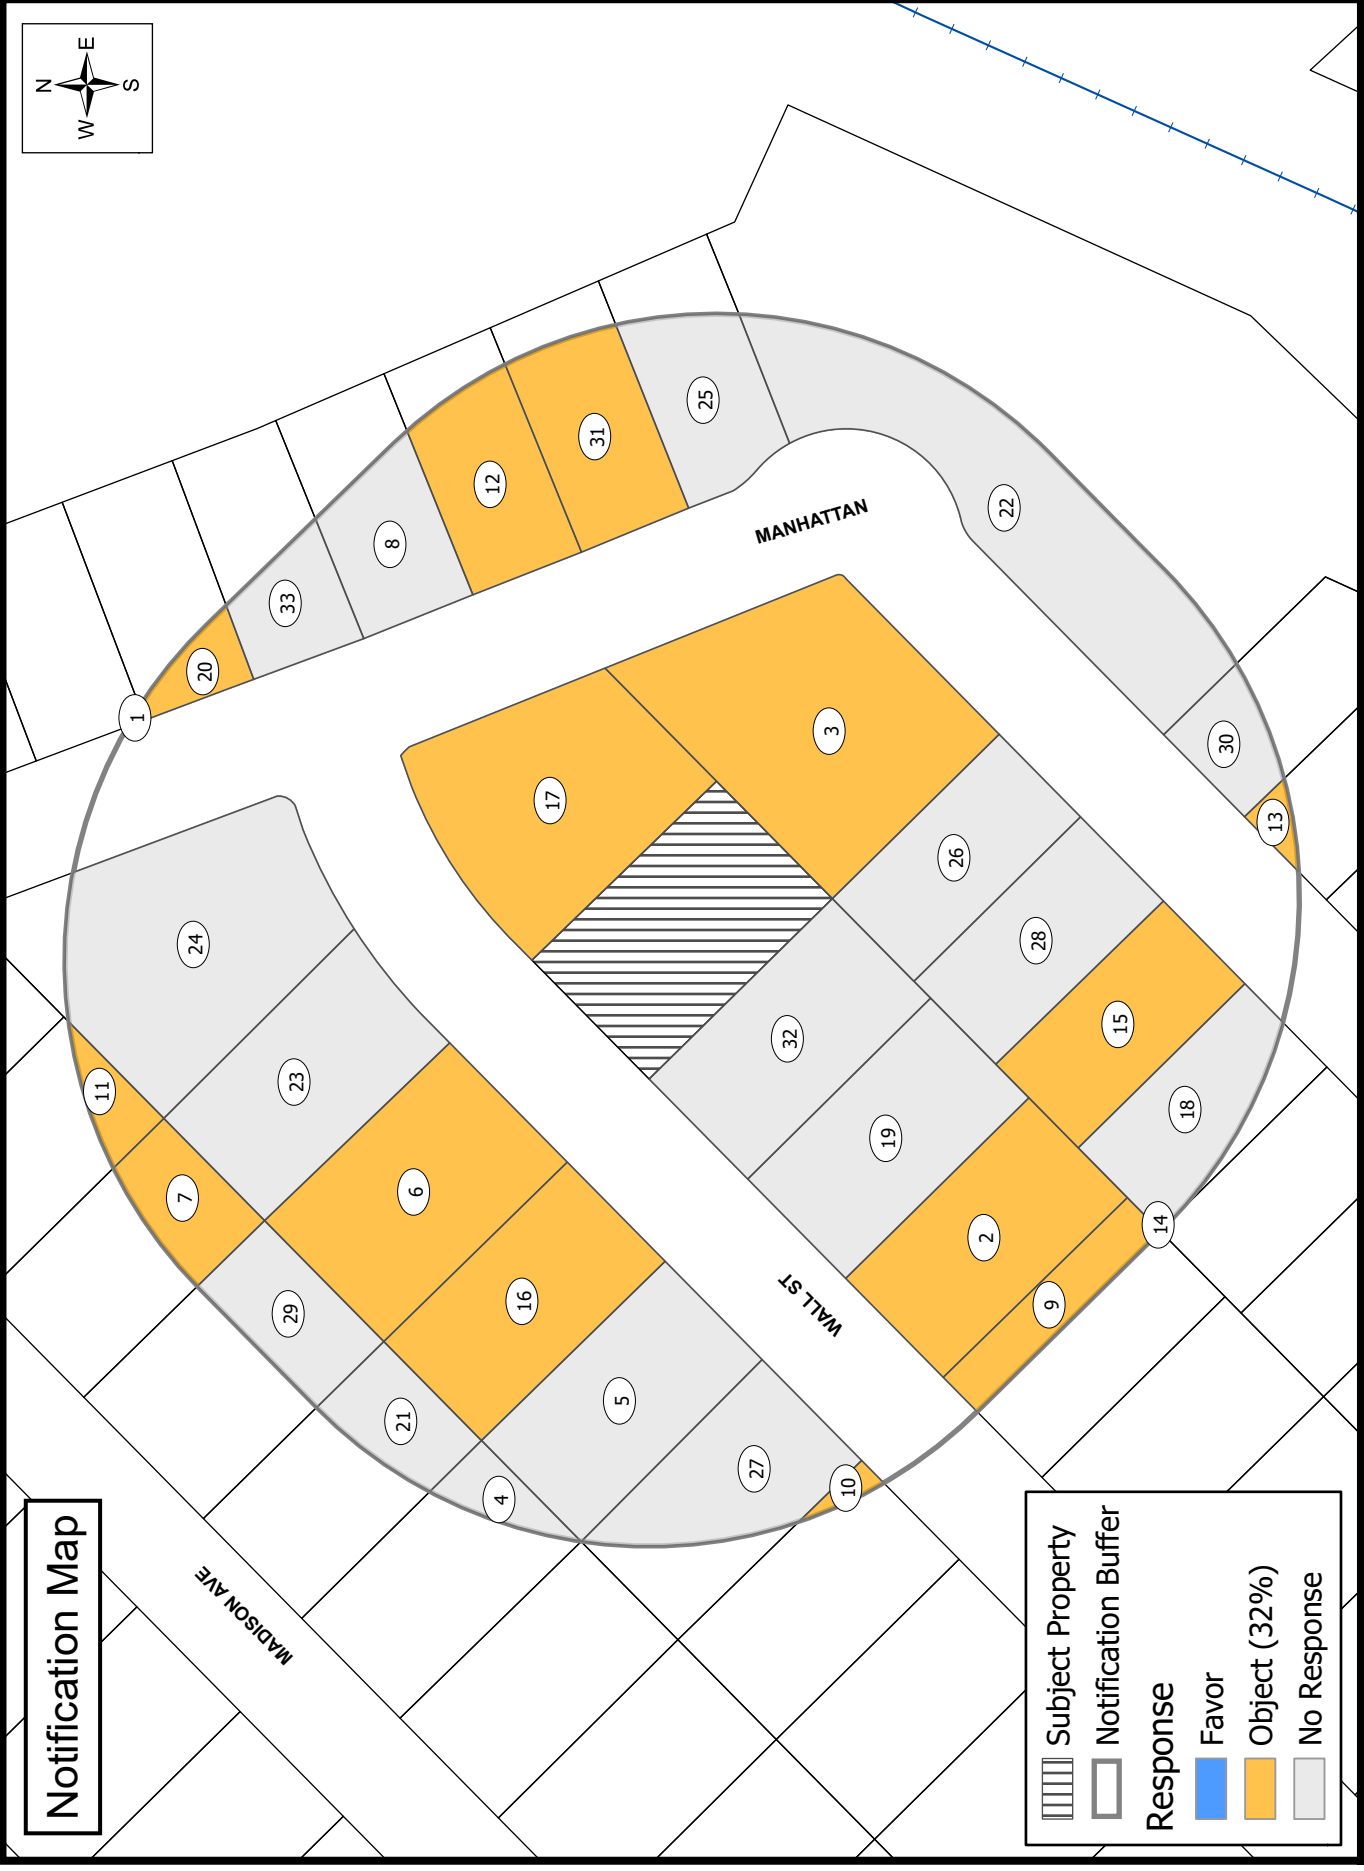 Notification Map
N
W
E
S
MADISON AVE
WALL ST
MANHATTAN
1
20
33
8
12
31
25
22
30
13
24
11
23
7
6
29
16
21
5
4
27
10
17
3
26
28
32
15
19
18
2
9
14
Subject Property
Notification Buffer
Response
Favor
Object (32%)
No Response